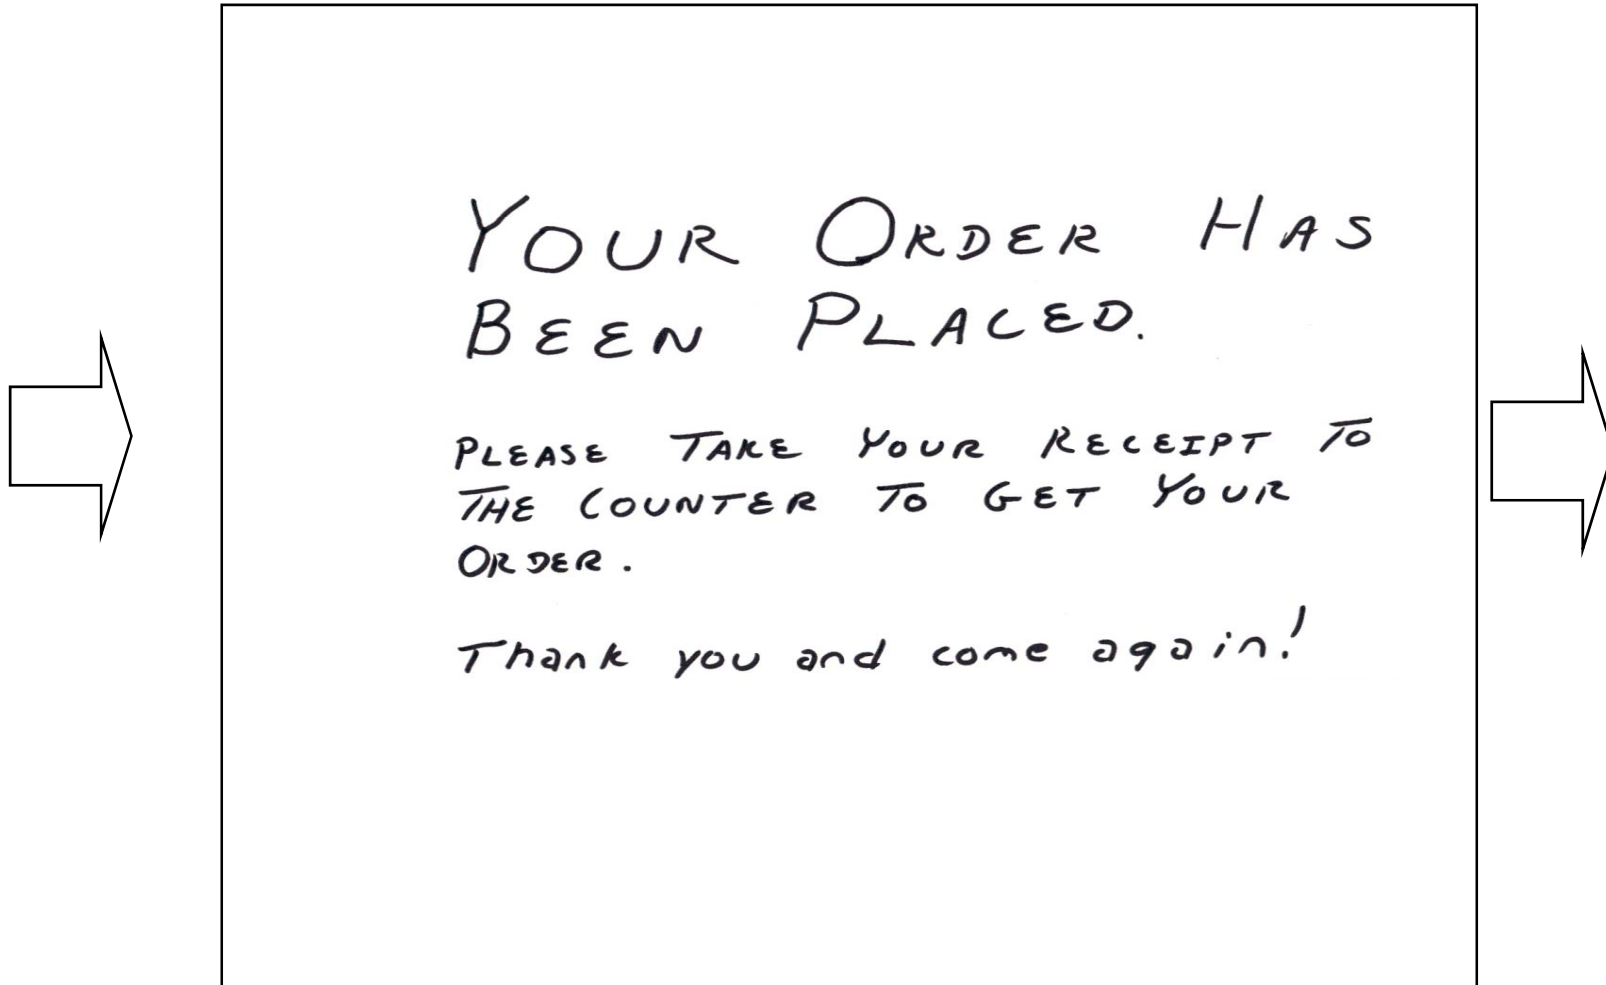 YOUR ORDER HAS
BEEN PLACED.
PLEASE TAKE YOUR RECEIPT TO
THE COUNTER TO GET YOUR
ORDER.
Thank you and come again!